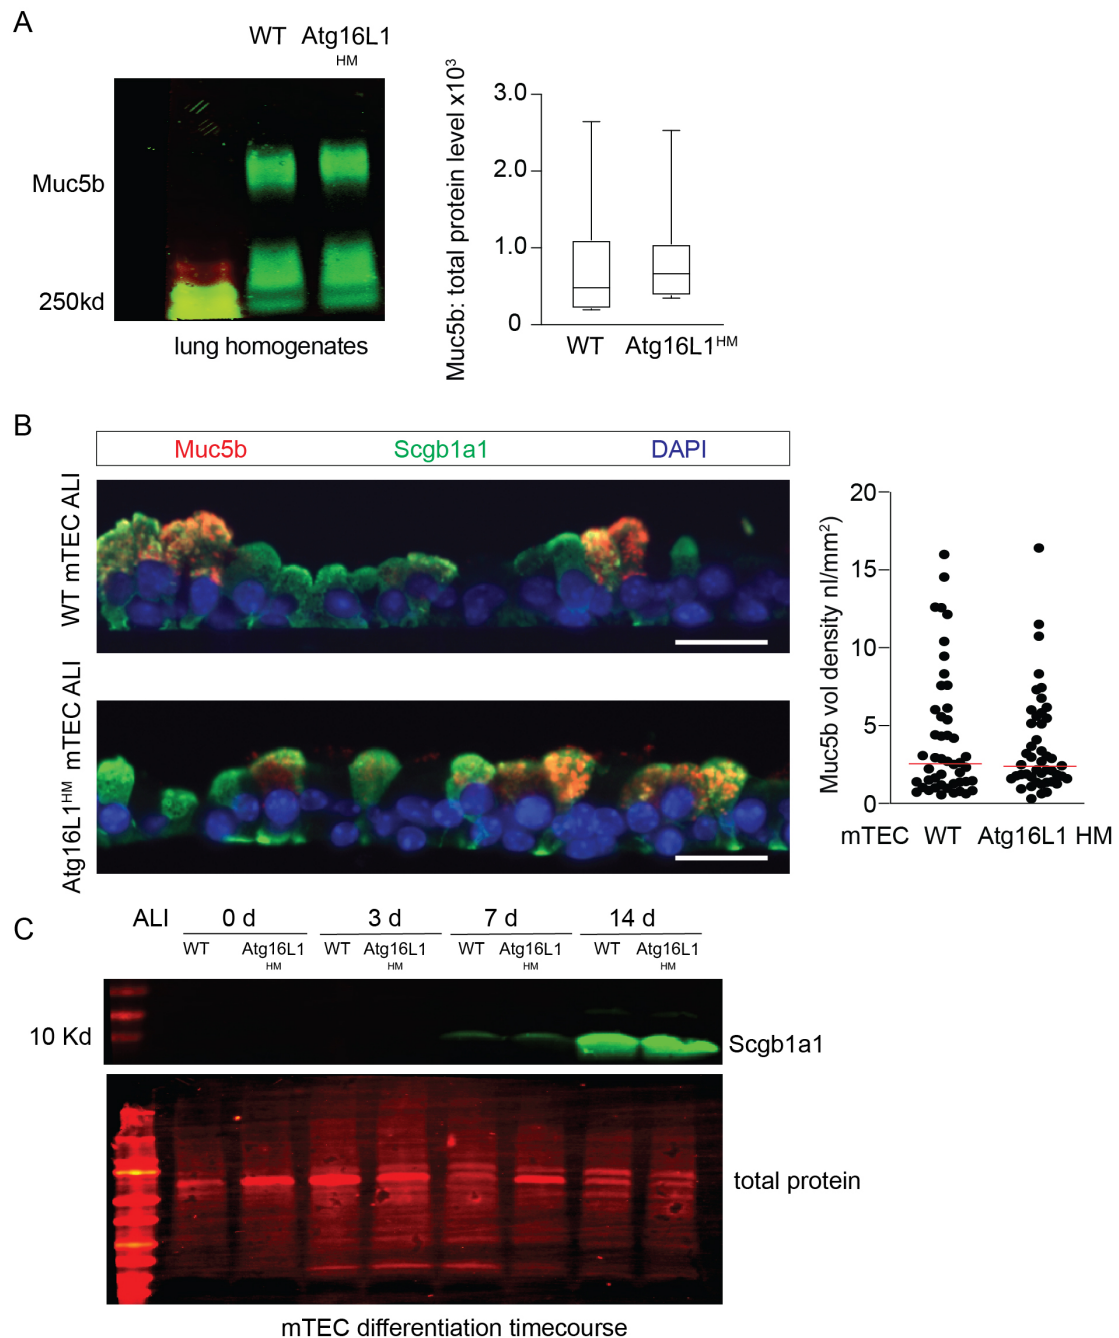 A
WT Atg16L1
HM
Muc5b
250kd
lung homogenates
Muc5b: total protein level x10³
3.0
2.0
1.0
0
WT Atg16L1ᴴᴹ
B
Muc5b Scgb1a1 DAPI
WT mTEC ALI
Atg16L1ᴴᴹ mTEC ALI
Muc5b vol density nl/mm²)
20
15
10
5
0
mTEC WT Atg16L1 HM
C
ALI 0 d 3 d 7 d 14 d
WT Atg16L1 WT Atg16L1 WT Atg16L1 WT Atg16L1
HM HM HM HM
10 Kd
Scgb1a1
total protein
mTEC differentiation timecourse